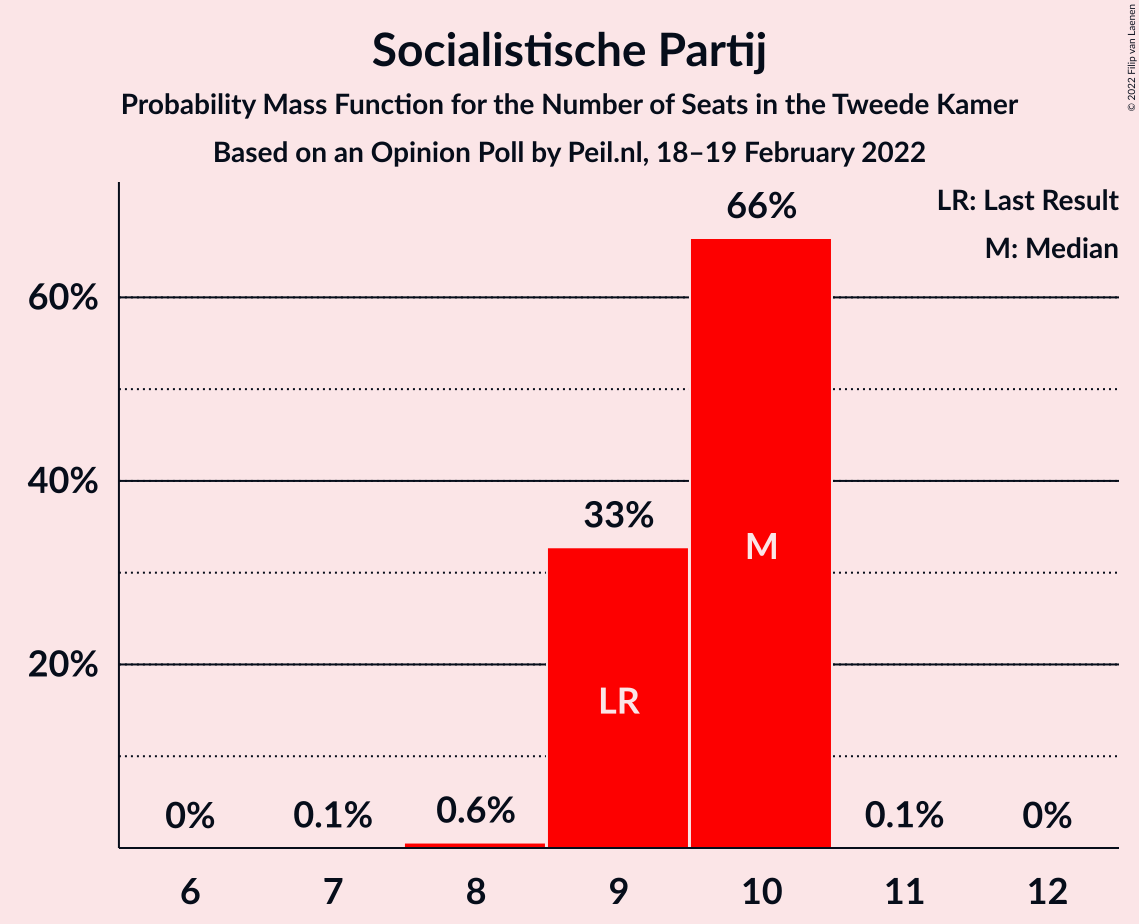 Socialistische Partij
Probability Mass Function for the Number of Seats in the Tweede Kamer
Based on an Opinion Poll by Peil.nl, 18–19 February 2022
© 2022 Filip van Laenen
LR: Last Result
M: Median
66%
60%
40%
33%
M
20%
LR
0%
0.1%
0.6%
0.1%
0%
6
7
8
9
10
11
12